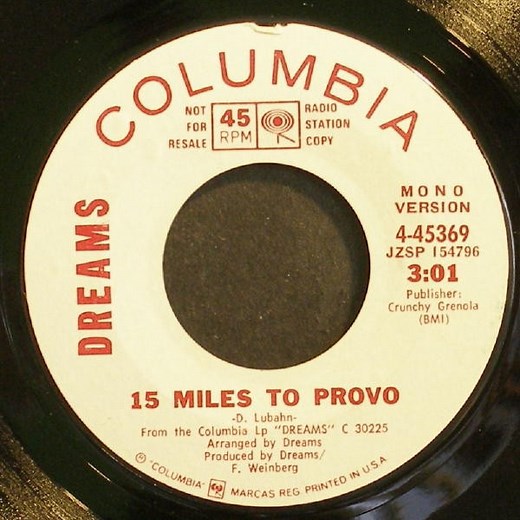 COLUMBIA
NOT
FOR
RESALE
45
RPM
RADIO
STATION
COPY
DREAMS
MONO
VERSION
4-45369
JZSP 154796
3:01
Publisher:
Crunchy Grenola
(BMI)
15 MILES TO PROVO
-D. Lubahn-
From the Columbia Lp "DREAMS" C 30225
Arranged by Dreams
Produced by Dreams/
F. Weinberg
℗ "COLUMBIA" MARCAS REG. PRINTED IN U.S.A.